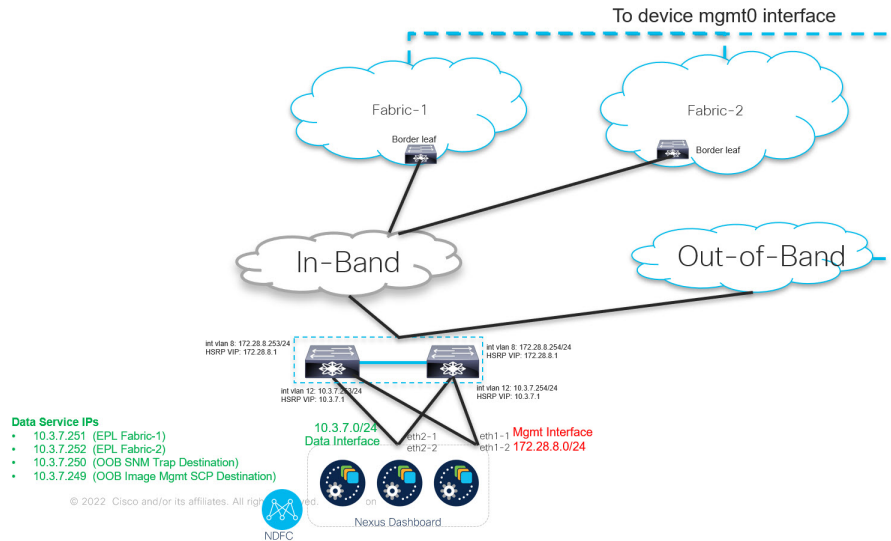 To device mgmt0 interface
Fabric-1
Border leaf
Fabric-2
Border leaf
In-Band
Out-of-Band
int vlan 8: 172.28.8.253/24
HSRP VIP: 172.28.8.1
int vlan 8: 172.28.8.254/24
HSRP VIP: 172.28.8.1
int vlan 12: 10.3.7.253/24
HSRP VIP: 10.3.7.1
int vlan 12: 10.3.7.254/24
HSRP VIP: 10.3.7.1
10.3.7.0/24
Data Interface
eth2-1
eth2-2
eth1-1
eth1-2
Mgmt Interface
172.28.8.0/24
Data Service IPs
• 10.3.7.251 (EPL Fabric-1)
• 10.3.7.252 (EPL Fabric-2)
• 10.3.7.250 (OOB SNM Trap Destination)
• 10.3.7.249 (OOB Image Mgmt SCP Destination)
© 2022 Cisco and/or its affiliates. All
Nexus Dashboard
NDFC